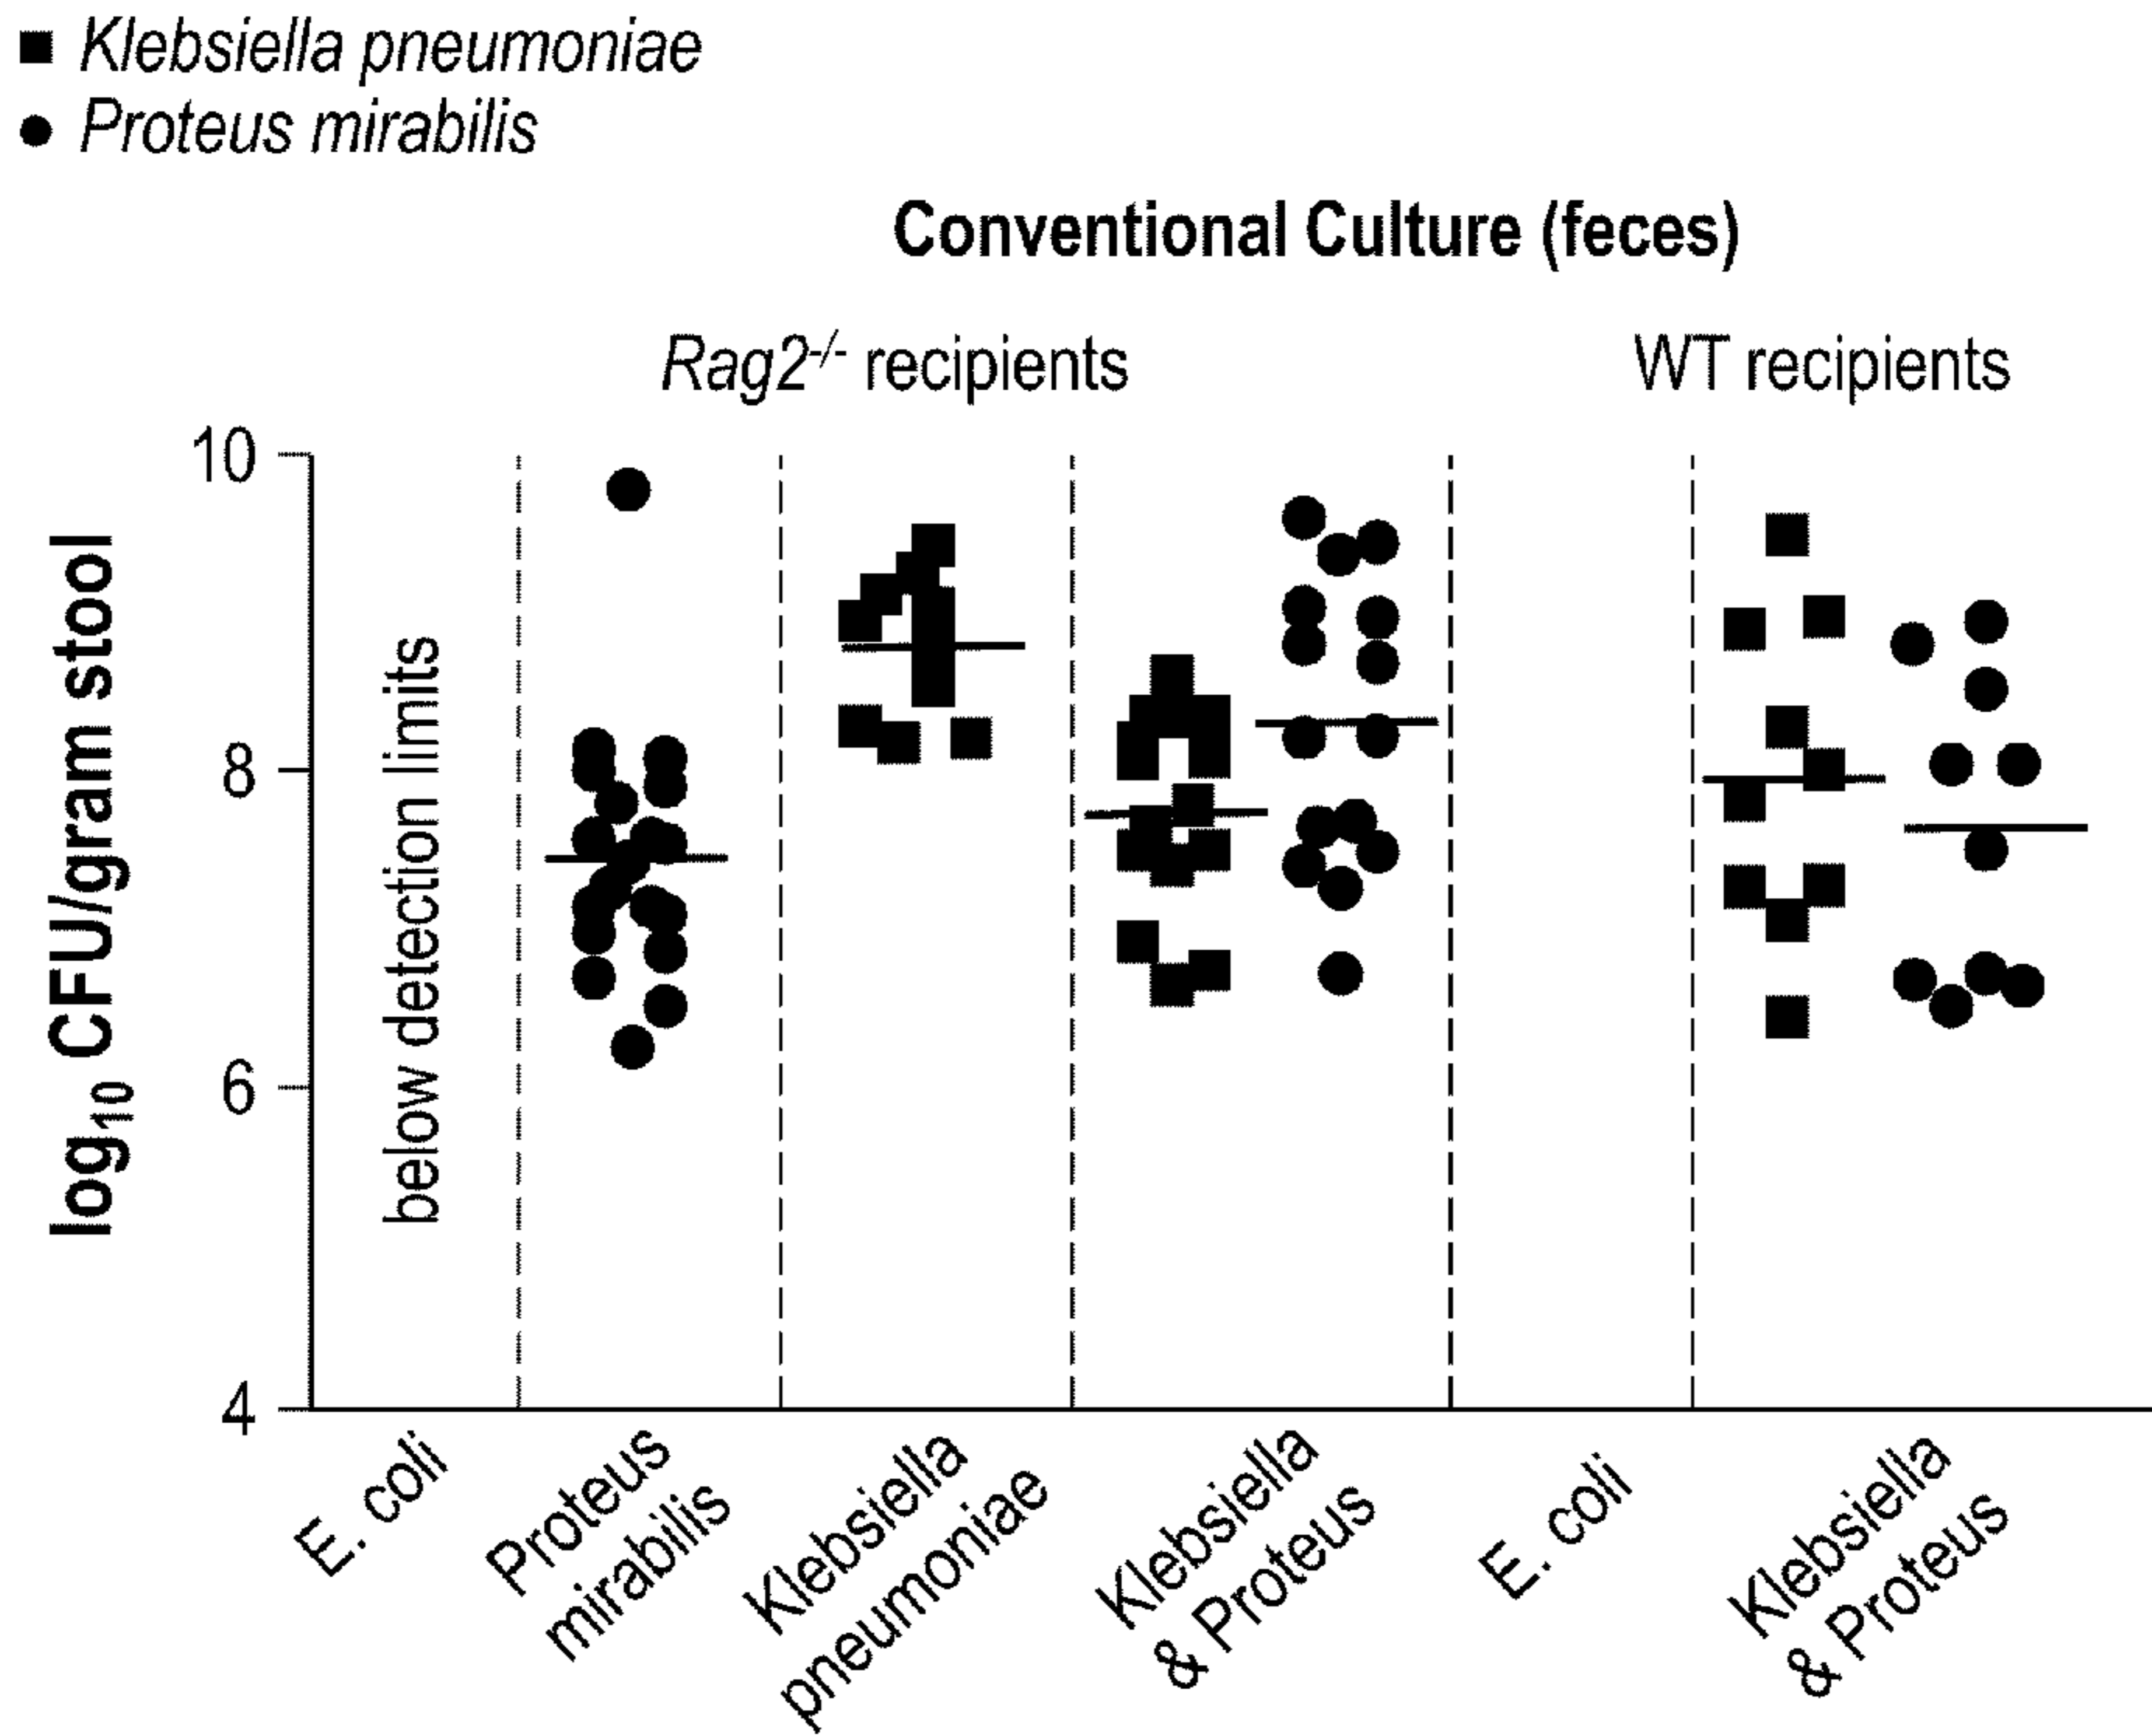 Klebsiella pneumoniae
Proteus mirabilis
Conventional Culture (feces)
Rag2-/- recipients
WT recipients
log10 CFU/gram stool
10
8
6
4
below detection limits
E. coli
Proteus
mirabilis
Klebsiella
pneumoniae
Klebsiella
& Proteus
E. coli
Klebsiella
& Proteus